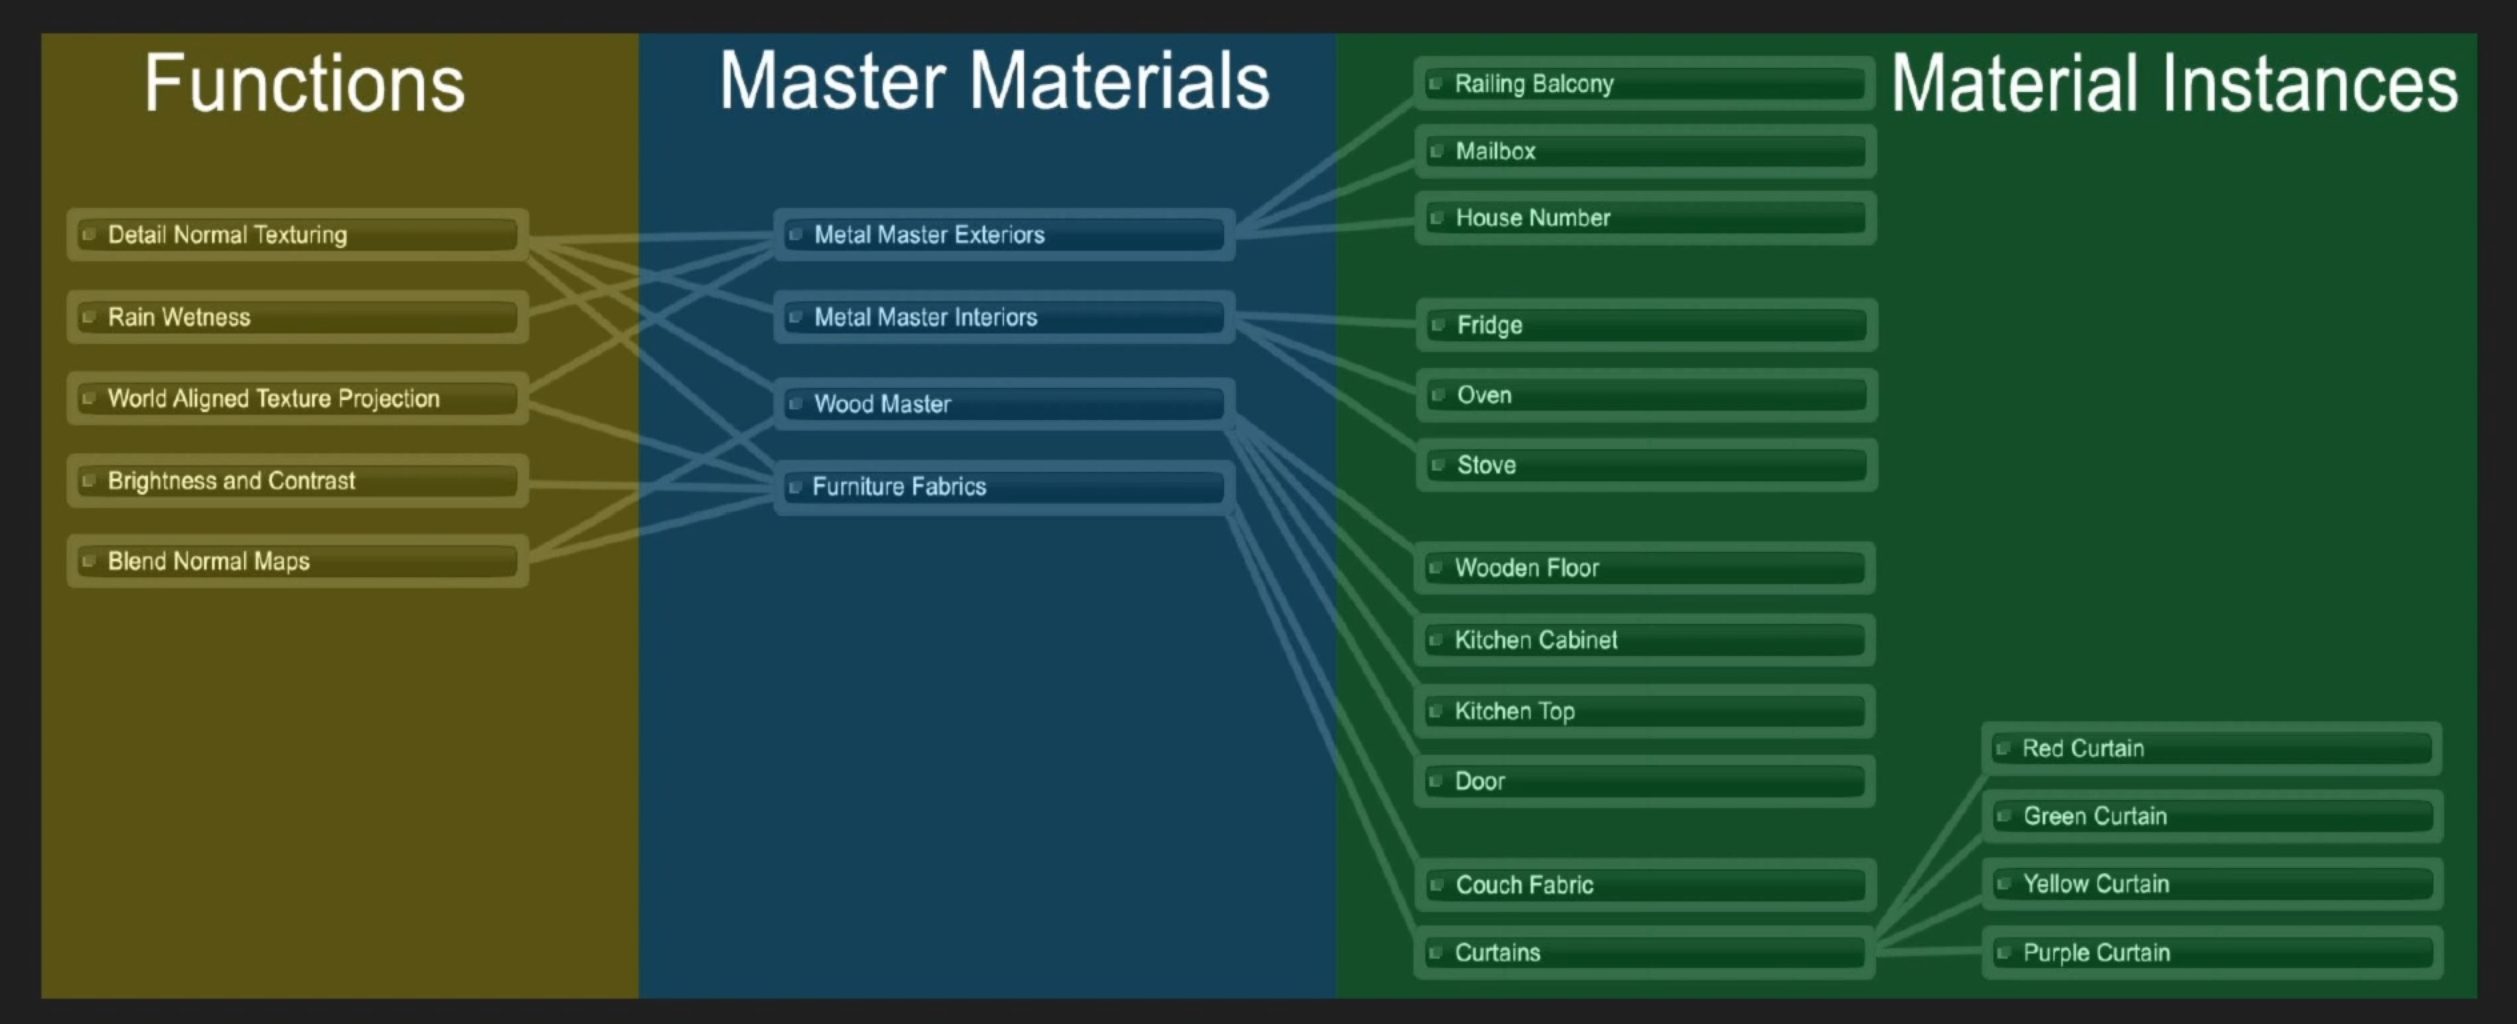 Functions
Detail Normal Texturing
Rain Wetness
World Aligned Texture Projection
Brightness and Contrast
Blend Normal Maps
Master Materials
Metal Master Exteriors
Metal Master Interiors
Wood Master
Furniture Fabrics
Material Instances
Railing Balcony
Mailbox
House Number
Fridge
Oven
Stove
Wooden Floor
Kitchen Cabinet
Kitchen Top
Door
Couch Fabric
Curtains
Red Curtain
Green Curtain
Yellow Curtain
Purple Curtain